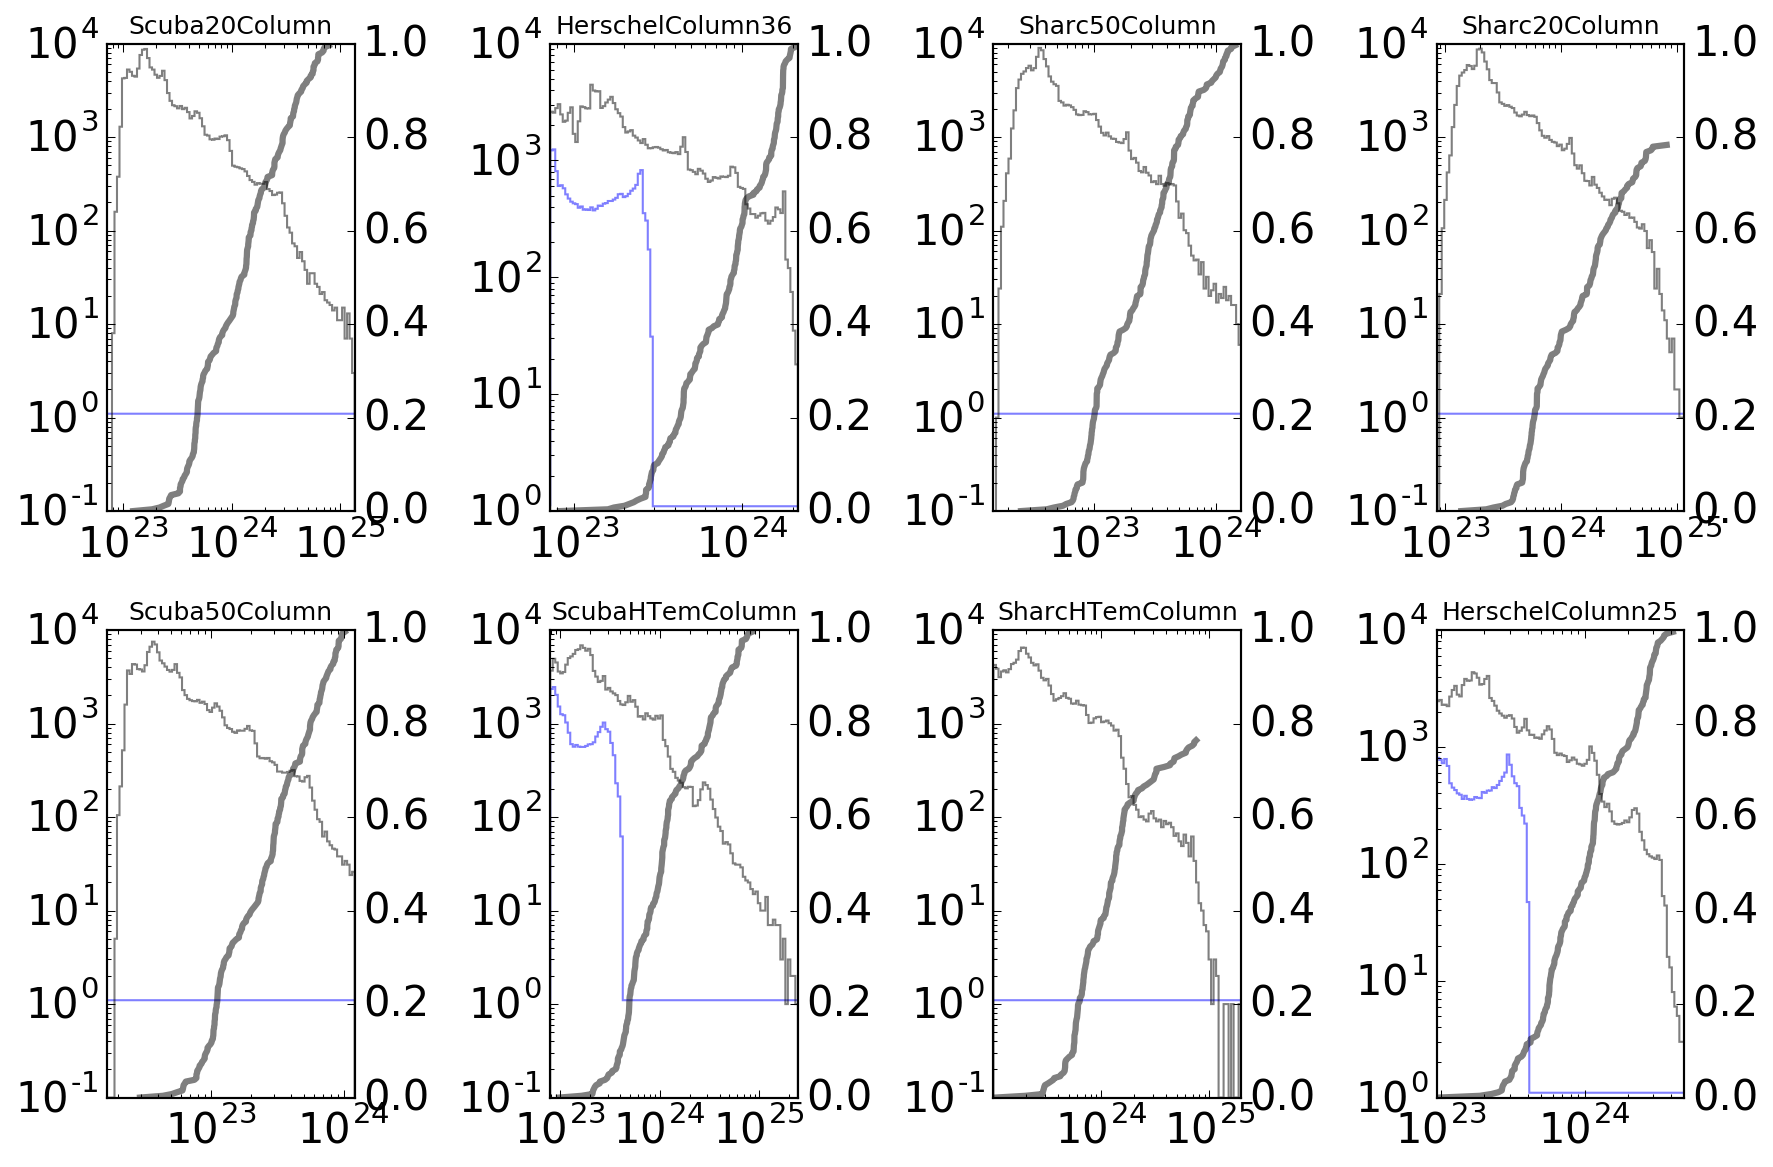 Scuba20Column HerschelColumn36 Sharc50Column Sharc20Column
10^4 1.0 10^4 1.0 10^4 1.0 10^4 1.0
10^3 0.8 10^3 0.8 10^3 0.8 10^3 0.8
10^2 0.6 10^2 0.6 10^2 0.6 10^2 0.6
10^1 0.4 10^1 0.4 10^1 0.4 10^1 0.4
10^0 0.2 0.2 10^0 0.2 10^0 0.2
10^-1 0.0 10^0 0.0 10^-1 0.0 10^-1 0.0
10^23 10^24 10^25 10^23 10^24 10^23 10^24 10^23 10^24 10^25
Scuba50Column ScubaHTemColumn SharcHTemColumn HerschelColumn25
10^4 1.0 10^4 1.0 10^4 1.0 10^4 1.0
10^3 0.8 10^3 0.8 10^3 0.8 10^3 0.8
10^2 0.6 10^2 0.6 10^2 0.6 10^2 0.6
10^1 0.4 10^1 0.4 10^1 0.4 10^1 0.4
10^0 0.2 10^0 0.2 10^0 0.2 0.2
10^-1 0.0 10^-1 0.0 10^-1 0.0 10^0 0.0
10^23 10^24 10^23 10^24 10^25 10^24 10^25 10^23 10^24